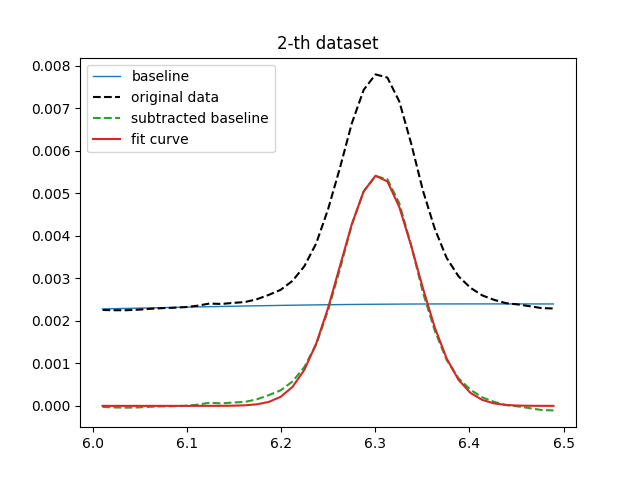 2-th dataset
baseline
original data
subtracted baseline
fit curve
0.008
0.007
0.006
0.005
0.004
0.003
0.002
0.001
0.000
6.0 6.1 6.2 6.3 6.4 6.5